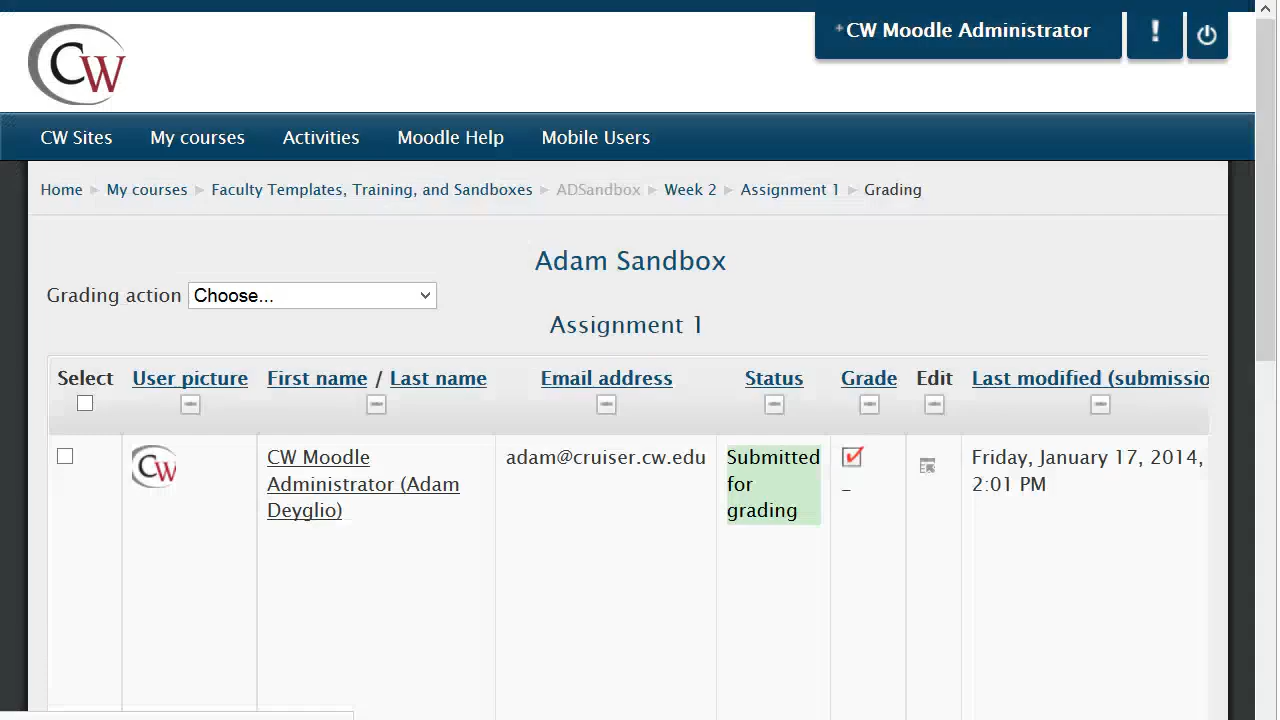 CW
CW Moodle Administrator
!
CW Sites My courses Activities Moodle Help Mobile Users
Home My courses Faculty Templates, Training, and Sandboxes ADSandbox Week 2 Assignment 1 Grading
Adam Sandbox
Grading action Choose...
Assignment 1
Select User picture First name / Last name Email address Status Grade Edit Last modified (submissio
CW CW Moodle adam@cruiser.cw.edu Submitted Friday, January 17, 2014,
Administrator (Adam for - 2:01 PM
Deyglio) grading